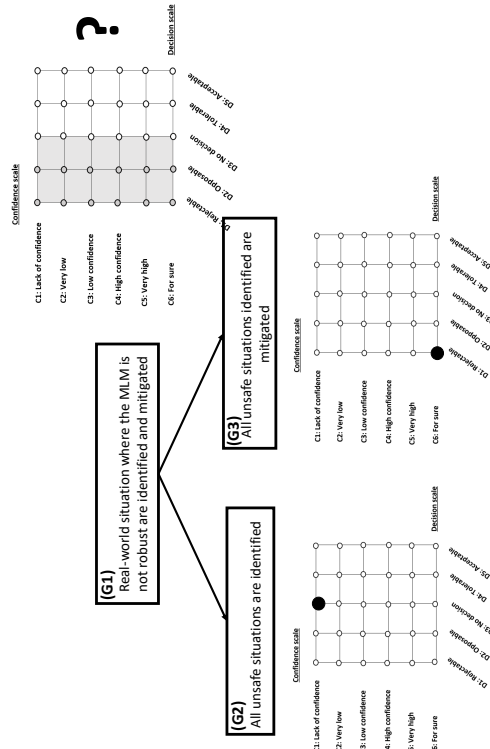 Confidence scale
C1: Lack of confidence
C2: Very low
C3: Low confidence
C4: High confidence
C5: Very high
C6: For sure
D2: Opposable
D3: No decision
D4: Tolerable
D5: Acceptable
Decision scale
?
(G1)
Real-world situation where the MLM is
not robust are identified and mitigated
(G2)
All unsafe situations are identified
(G3)
All unsafe situations identified are
mitigated
Confidence scale
C1: Lack of confidence
C2: Very low
C3: Low confidence
C4: High confidence
C5: Very high
C6: For sure
D1: Rejectable
D2: Opposable
No decision
D4: Tolerable
D5: Acceptable
Decision scale
Confidence scale
C1: Lack of confidence
C2: Very low
C3: Low confidence
C4: High confidence
C5: Very high
C6: For sure
D1: Rejectable
D2: Opposable
No decision
D4: Tolerable
D5: Acceptable
Decision scale